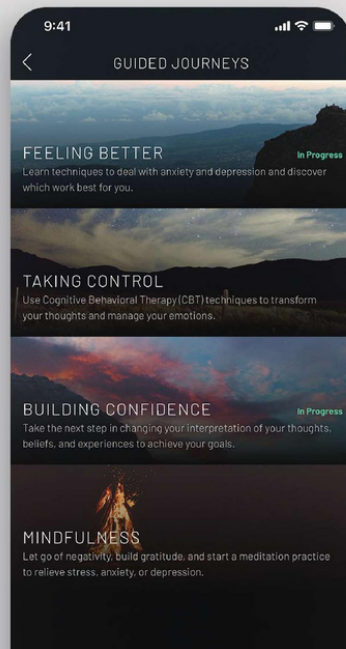 9:41
GUIDED JOURNEYS
FEELING BETTER
In Progress
Learn techniques to deal with anxiety and depression and discover
which work best for you.
TAKING CONTROL
Use Cognitive Behavioral Therapy (CBT) techniques to transform
your thoughts and manage your emotions.
BUILDING CONFIDENCE
In Progress
Take the next step in changing your interpretation of your thoughts,
beliefs, and experiences to achieve your goals.
MINDFULNESS
Let go of negativity, build gratitude, and start a meditation practice
to relieve stress, anxiety, or depression.